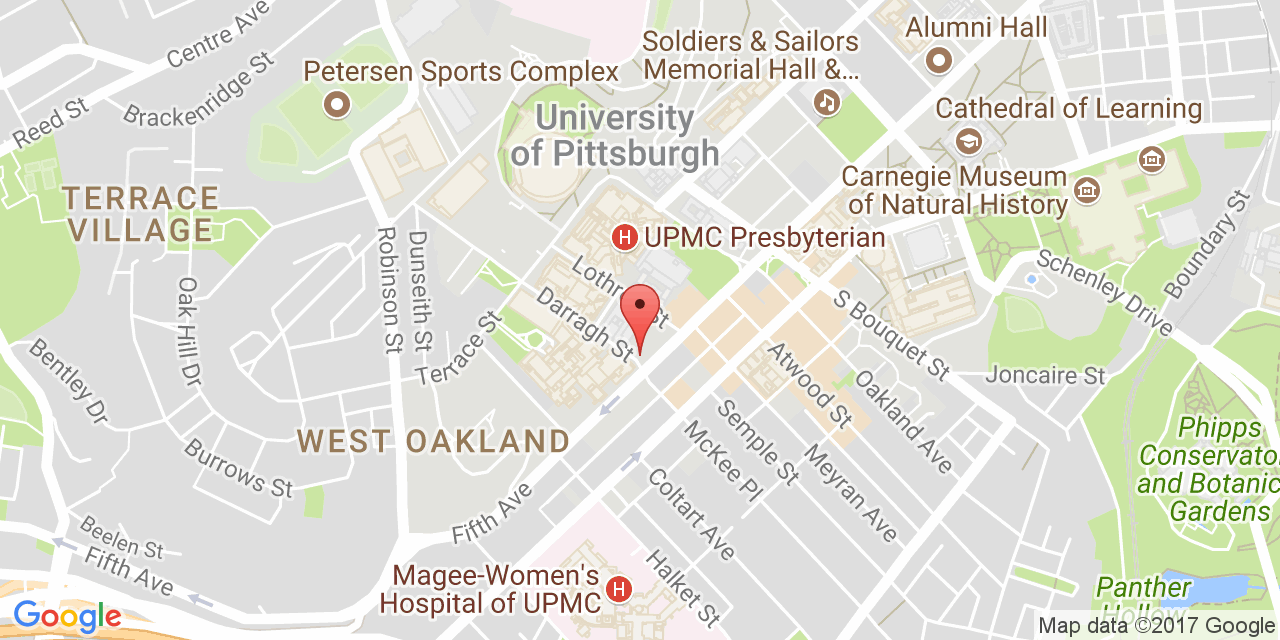 Centre Ave
Alumni Hall
Soldiers & Sailors
Memorial Hall &...
Petersen Sports Complex
Brackenridge St
Reed St
Cathedral of Learning
University
of Pittsburgh
Carnegie Museum
of Natural History
TERRACE
VILLAGE
UPMC Presbyterian
Boundary St
Schenley Drive
Robinson St
Dunseith St
Oak Hill Dr
Darragh St
Terrace St
S Bouquet St
Bentley Dr
Atwood St
Oakland Ave
Joncaire St
WEST OAKLAND
Semple St
McKee Pl
Meyran Ave
Coltart Ave
Burrows St
Phipps
Conservato
and Botanic
Gardens
Fifth Ave
Beelen St
Fifth Ave
Halket St
Magee-Women's
Hospital of UPMC
Panther
Hollow
Google
Map data ©2017 Google